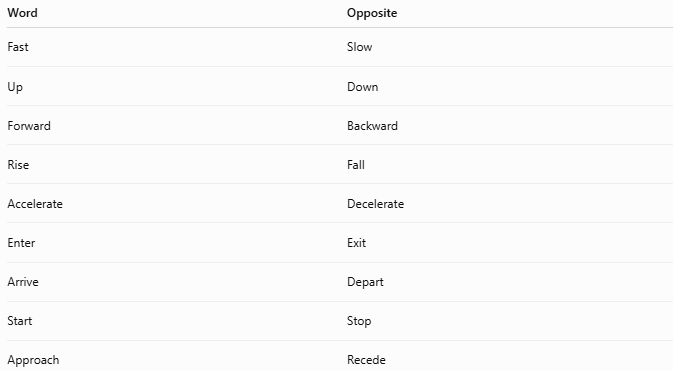 Word Opposite
Fast Slow
Up Down
Forward Backward
Rise Fall
Accelerate Decelerate
Enter Exit
Arrive Depart
Start Stop
Approach Recede